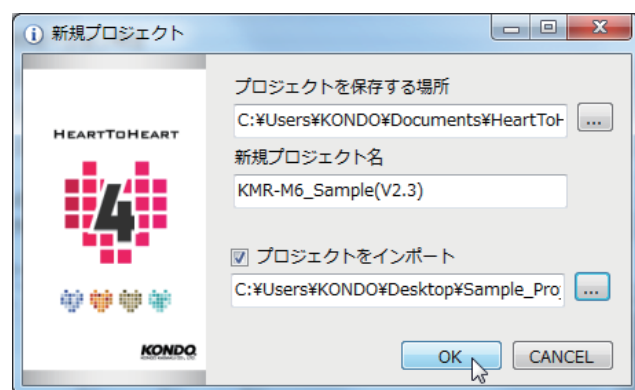 新規プロジェクト
プロジェクトを保存する場所
C:¥Users¥KONDO¥Documents¥HeartToH
...
新規プロジェクト名
KMR-M6_Sample(V2.3)
プロジェクトをインポート
C:¥Users¥KONDO¥Desktop¥Sample_Pro
...
HEARTTOHEART
4
KONDO
OK
CANCEL